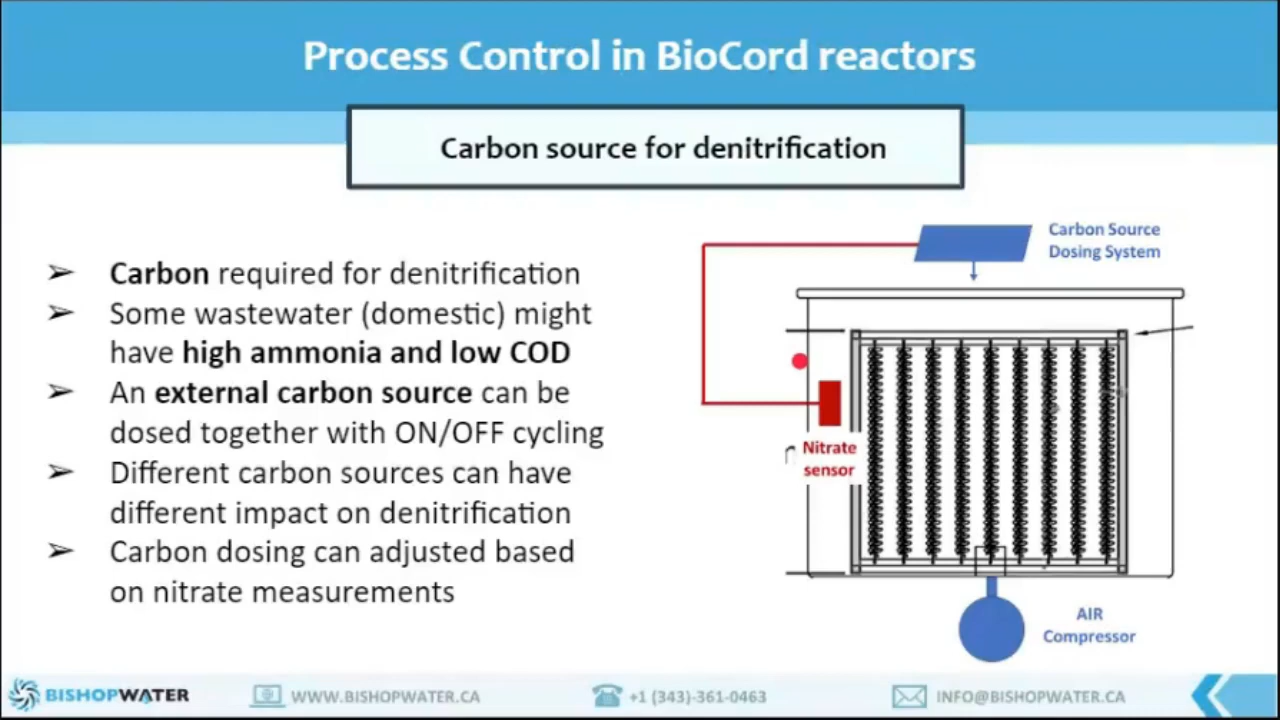 Process Control in BioCord reactors
Carbon source for denitrification
➢ Carbon required for denitrification
➢ Some wastewater (domestic) might
have high ammonia and low COD
➢ An external carbon source can be
dosed together with ON/OFF cycling
➢ Different carbon sources can have
different impact on denitrification
➢ Carbon dosing can adjusted based
on nitrate measurements
Carbon Source
Dosing System
Nitrate
sensor
AIR
Compressor
BISHOPWATER
WWW.BISHOPWATER.CA
+1 (343)-361-0463
INFO@BISHOPWATER.CA